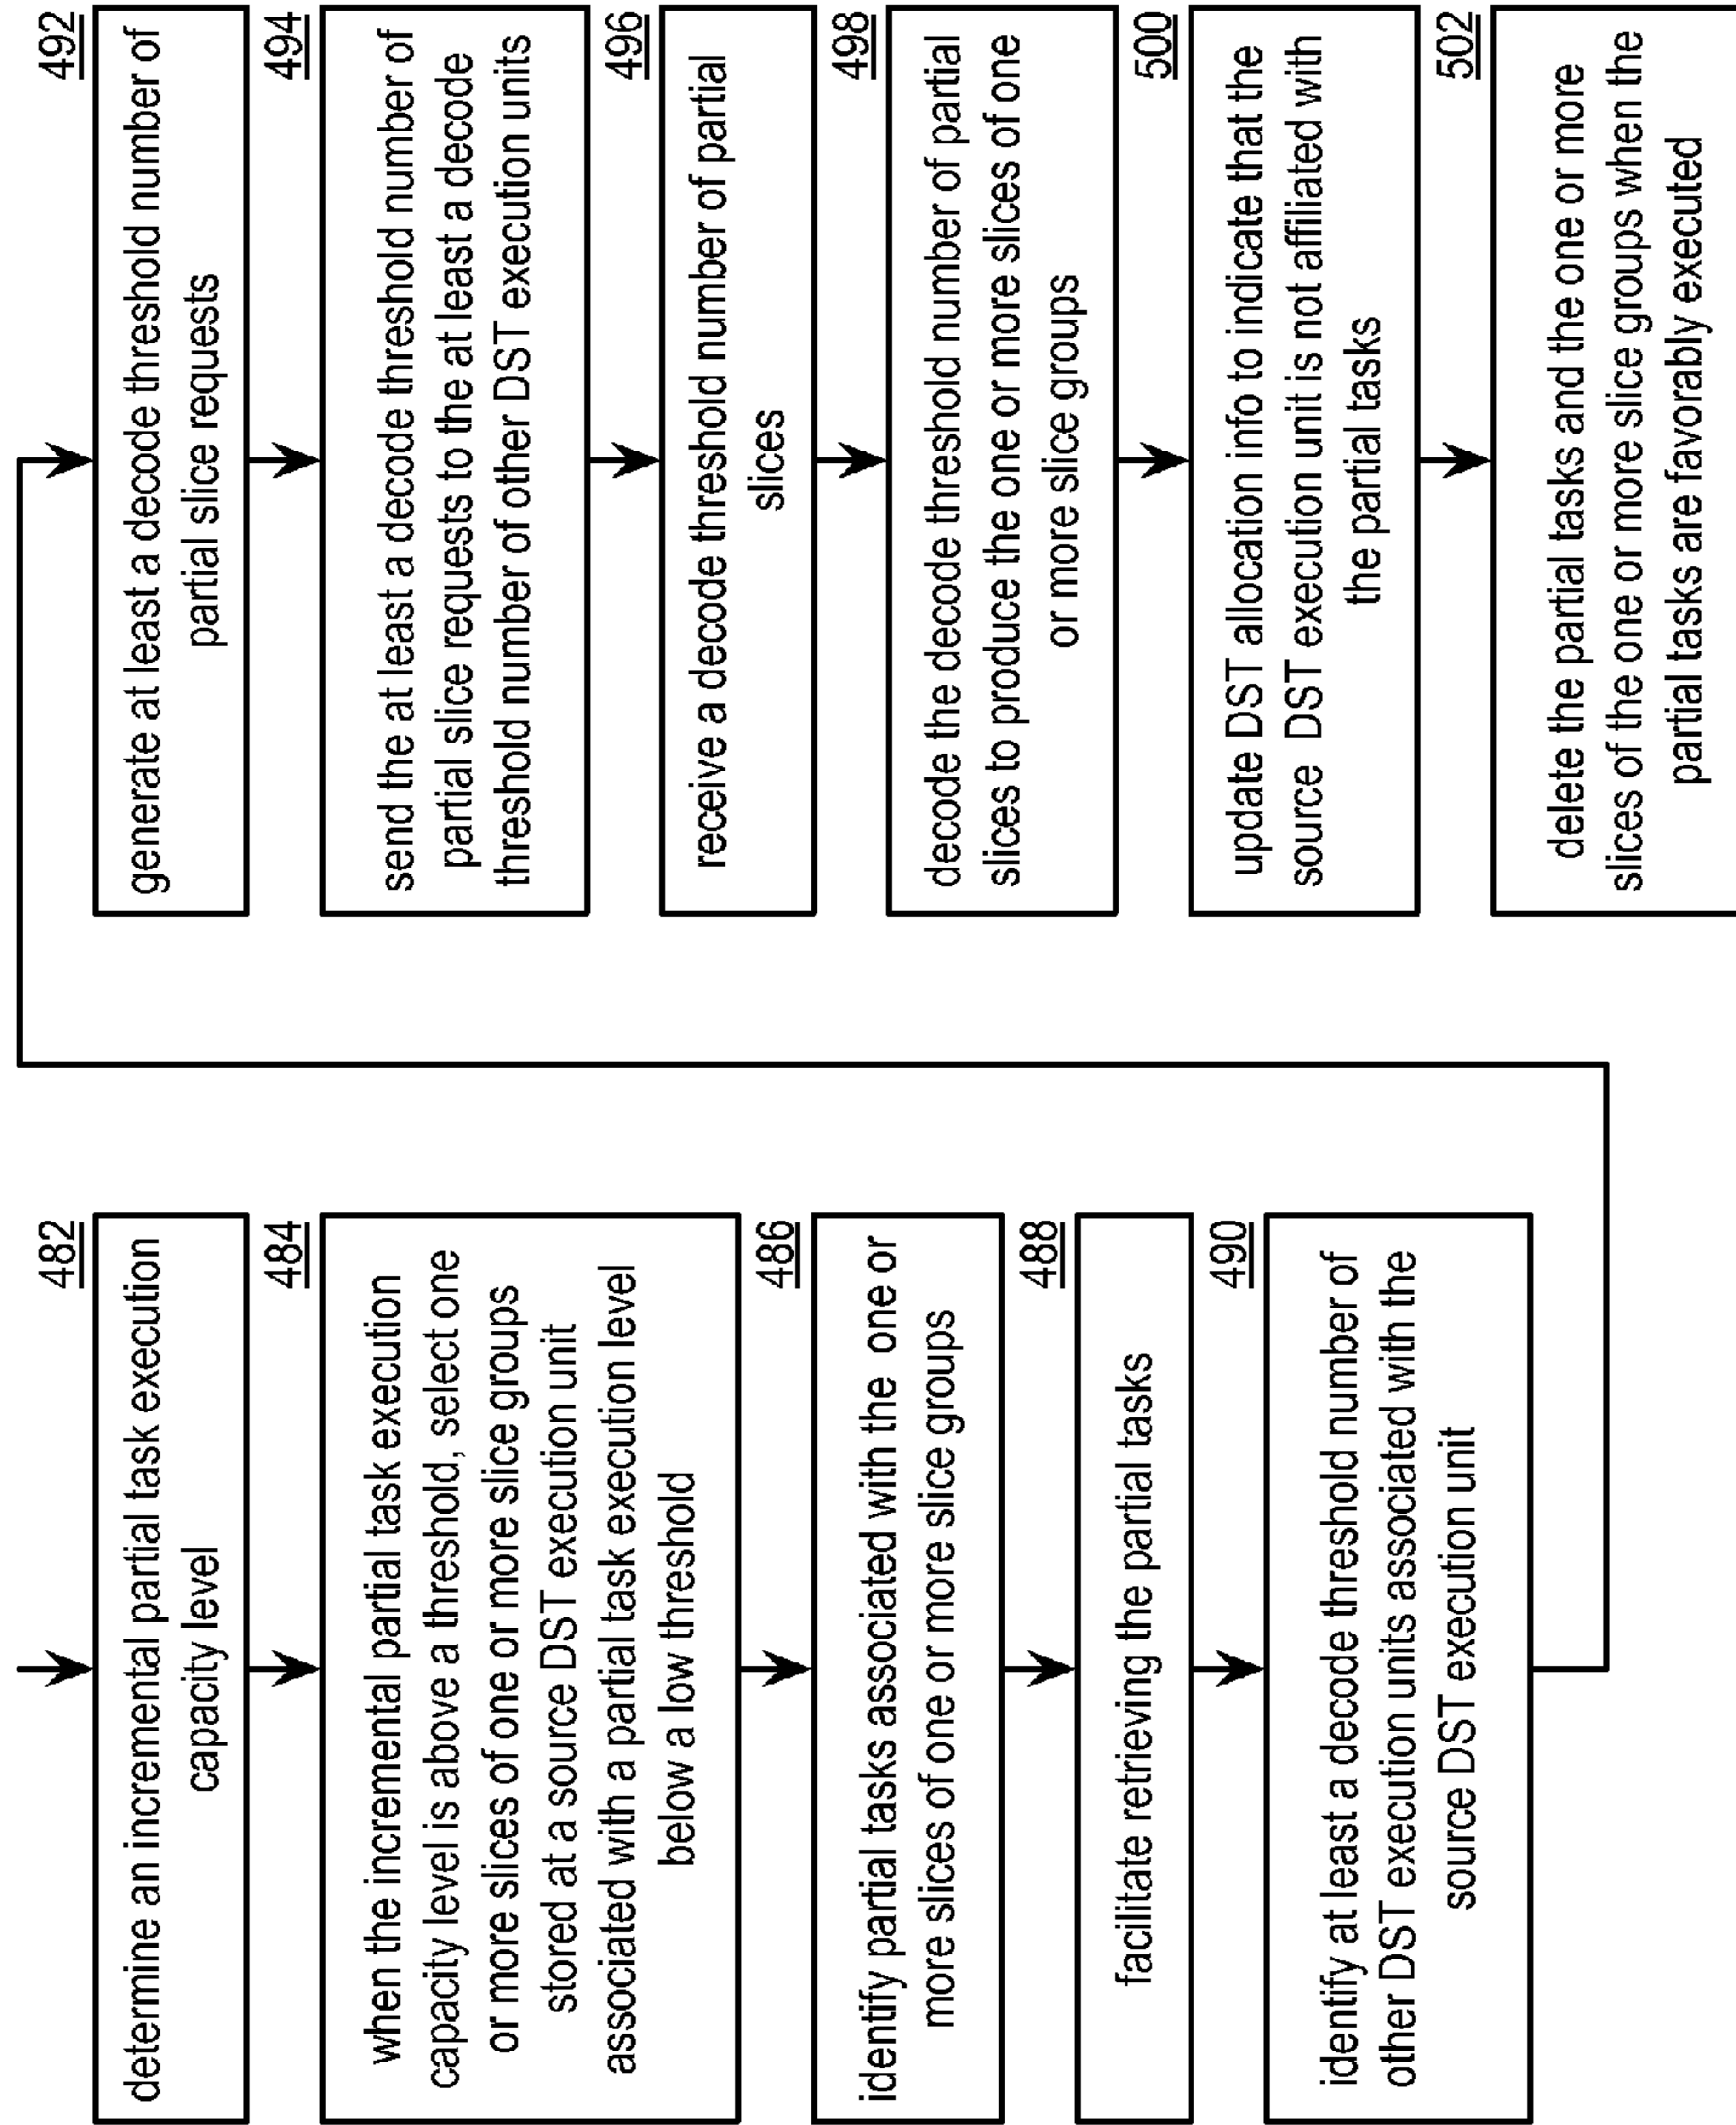 482
determine an incremental partial task execution
capacity level
484
when the incremental partial task execution
capacity level is above a threshold, select one
or more slices of one or more slice groups
stored at a source DST execution unit
associated with a partial task execution level
below a low threshold
486
identify partial tasks associated with the one or
more slices of one or more slice groups
488
facilitate retrieving the partial tasks
490
identify at least a decode threshold number of
other DST execution units associated with the
source DST execution unit
492
generate at least a decode threshold number of
partial slice requests
494
send the at least a decode threshold number of
partial slice requests to the at least a decode
threshold number of other DST execution units
496
receive a decode threshold number of partial
slices
498
decode the decode threshold number of partial
slices to produce the one or more slices of one
or more slice groups
500
update DST allocation info to indicate that the
source DST execution unit is not affiliated with
the partial tasks
502
delete the partial tasks and the one or more
slices of the one or more slice groups when the
partial tasks are favorably executed